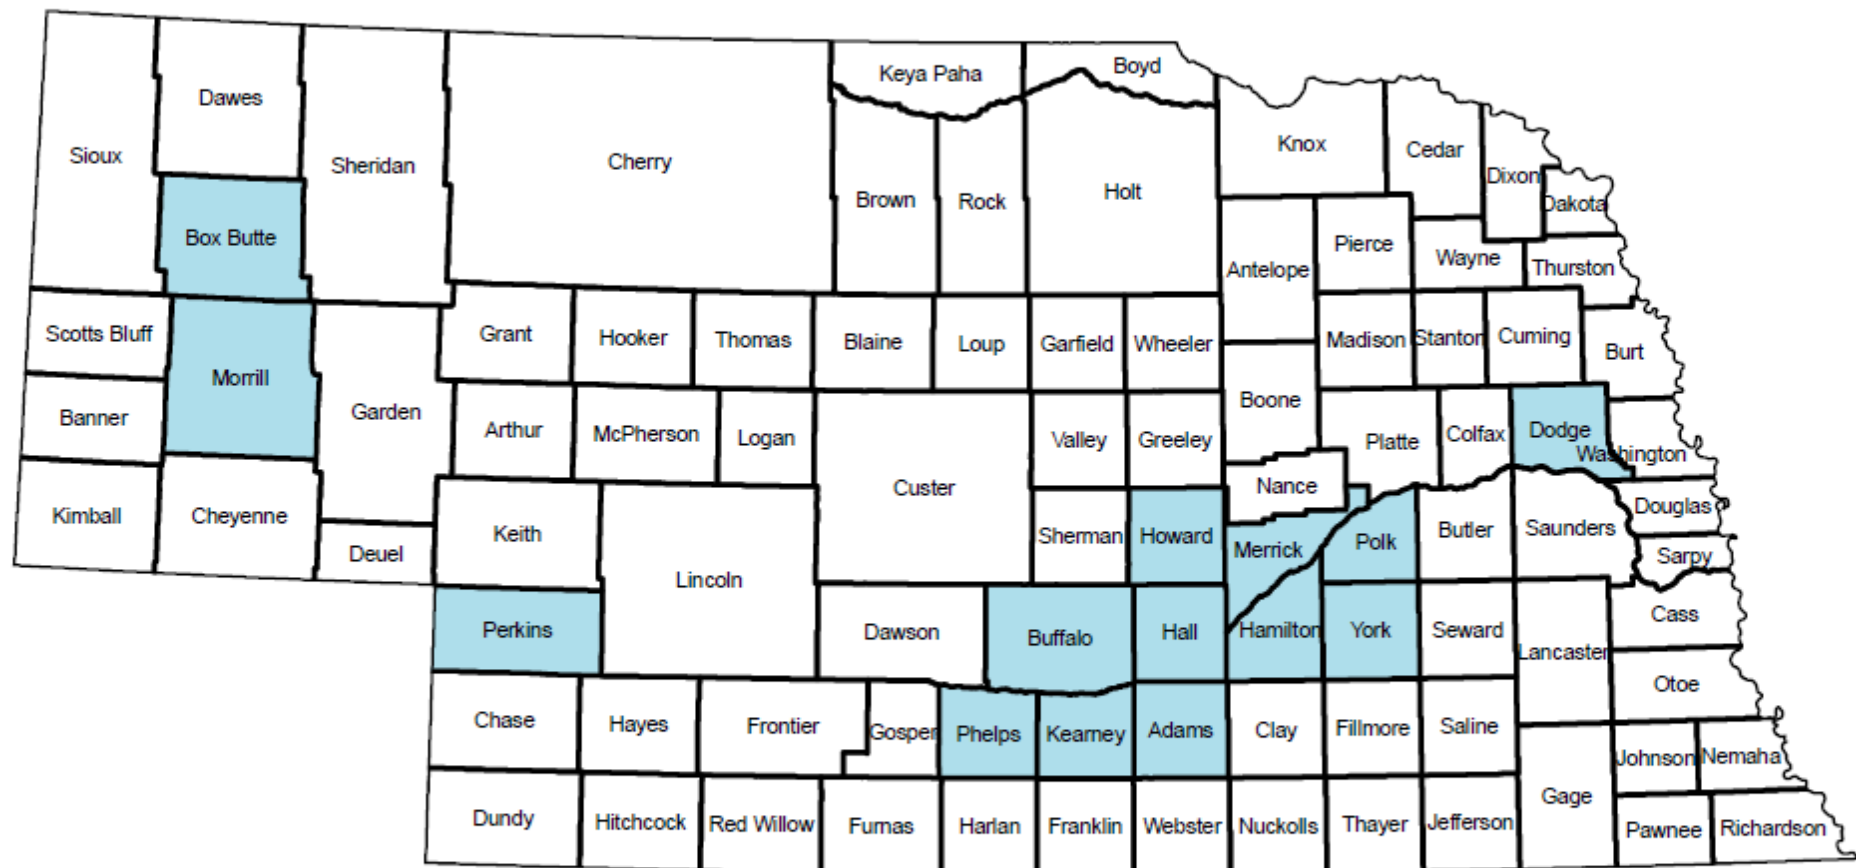 Keya Paha
Boyd
Dawes
Knox
Cedar
Sioux
Sheridan
Cherry
Dixon
Brown
Rock
Holt
Dakota
Box Butte
Pierce
Antelope
Wayne
Thurston
Scotts Bluff
Grant
Hooker
Thomas
Blaine
Loup
Garfield
Wheeler
Madison
Stanton
Cuming
Burt
Morrill
Banner
Garden
Arthur
McPherson
Logan
Valley
Greeley
Boone
Platte
Colfax
Dodge
Washington
Kimball
Cheyenne
Custer
Nance
Douglas
Deuel
Keith
Sherman
Howard
Merrick
Polk
Butler
Saunders
Sarpy
Lincoln
Perkins
Dawson
Buffalo
Hall
Hamilton
York
Seward
Lancaster
Cass
Otoe
Chase
Hayes
Frontier
Gosper
Phelps
Kearney
Adams
Clay
Fillmore
Saline
Johnson
Nemaha
Dundy
Hitchcock
Red Willow
Furnas
Harlan
Franklin
Webster
Nuckolls
Thayer
Jefferson
Gage
Pawnee
Richardson